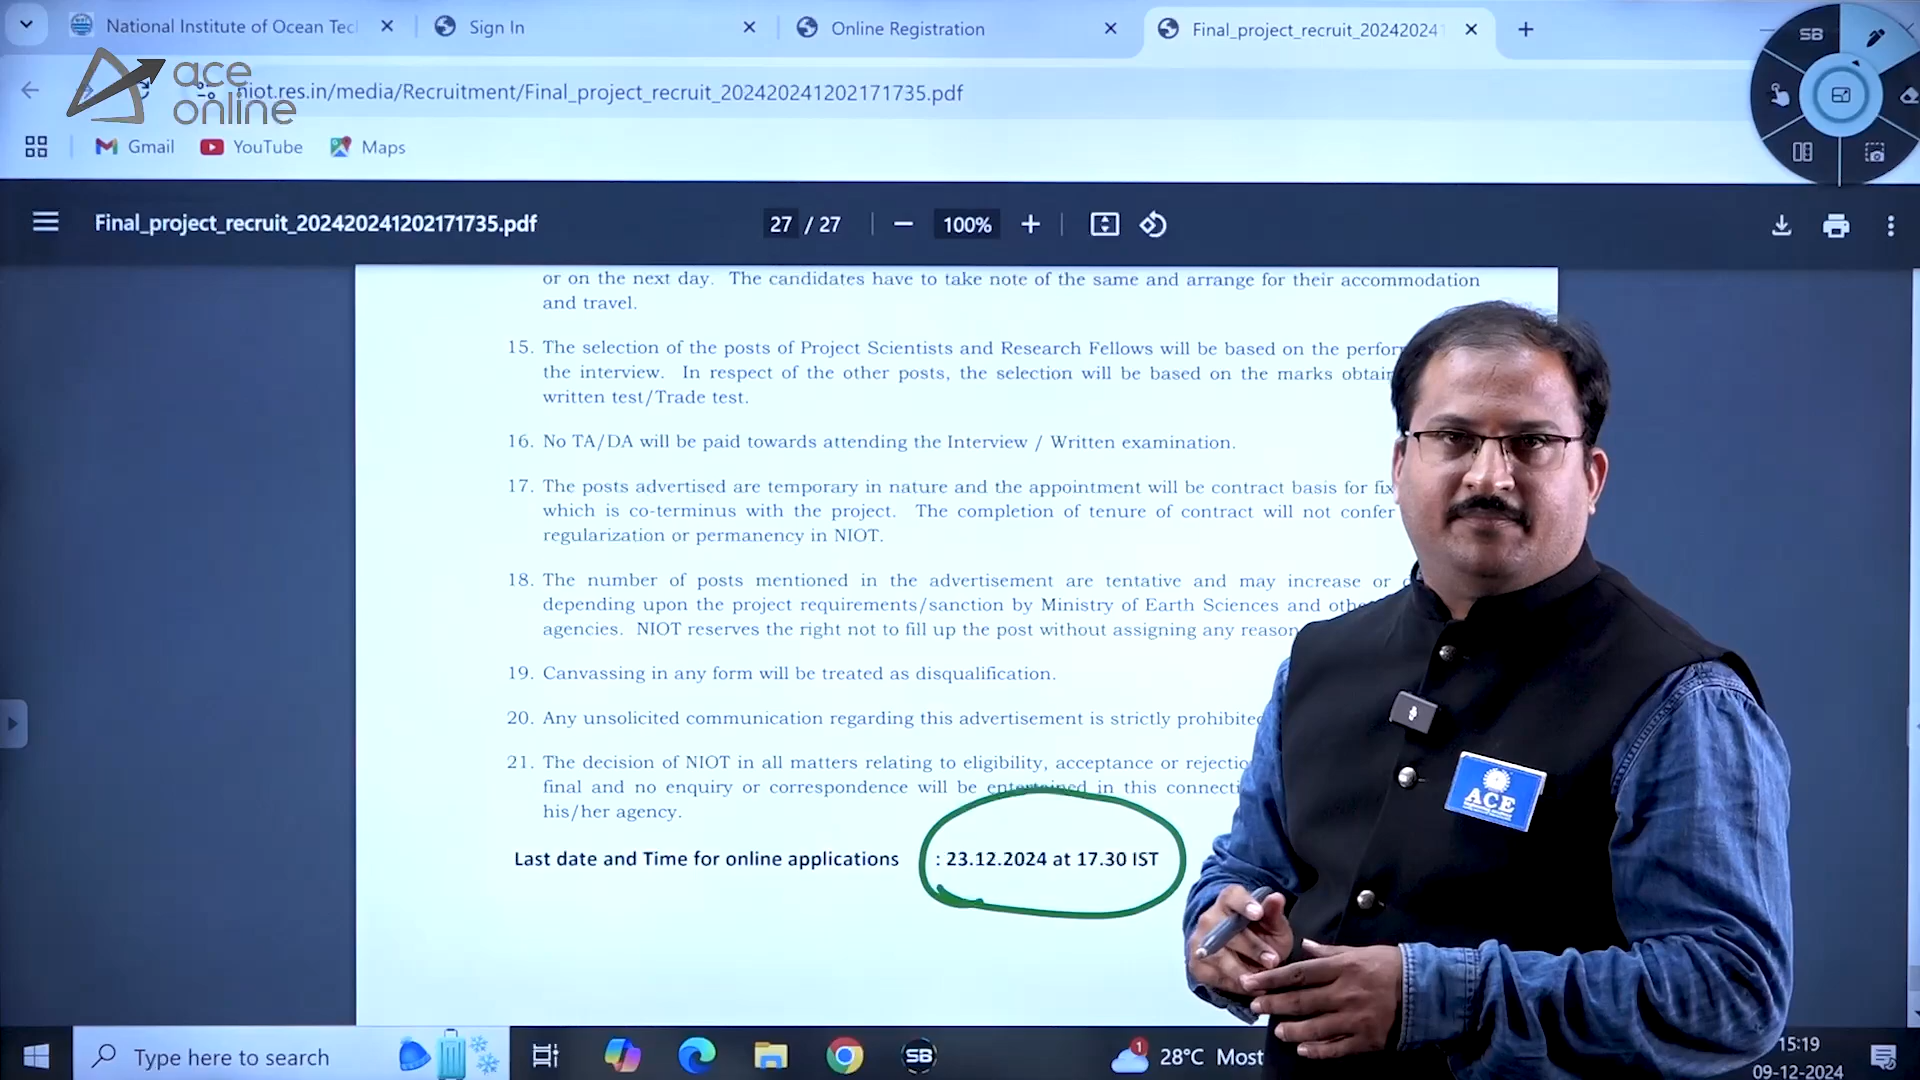 National Institute of Ocean Tec
Sign In
Online Registration
Final_project_recruit_20242024
SB
ace
online
niot.res.in/media/Recruitment/Final_project_recruit_202420241202171735.pdf
Gmail
YouTube
Maps
Final_project_recruit_202420241202171735.pdf
27 / 27
100%
or on the next day. The candidates have to take note of the same and arrange for their accommodation
and travel.
15. The selection of the posts of Project Scientists and Research Fellows will be based on the
the interview. In respect of the other posts, the selection will be based on the marks
written test/Trade test.
16. No TA/DA will be paid towards attending the Interview / Written examination.
17. The posts advertised are temporary in nature and the appointment will be contract basis for
which is co-terminus with the project. The completion of tenure of contract will not confer
regularization or permanency in NIOT.
18. The number of posts mentioned in the advertisement are tentative and may increase or
depending upon the project requirements/sanction by Ministry of Earth Sciences and
agencies. NIOT reserves the right not to fill up the post without assigning any reason
19. Canvassing in any form will be treated as disqualification.
20. Any unsolicited communication regarding this advertisement is strictly prohibited
21. The decision of NIOT in all matters relating to eligibility, acceptance or
final and no enquiry or correspondence will be entertained in this
his/her agency.
Last date and Time for online applications : 23.12.2024 at 17.30 IST
ACE
Type here to search
SB
1
28°C Most
15:19
09-12-2024